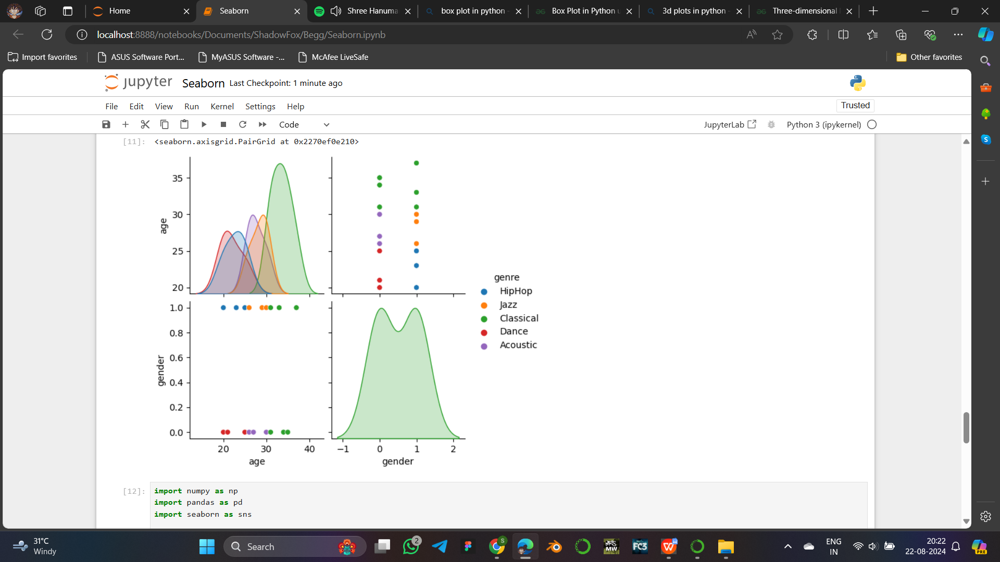 Home
Seaborn
Shree Hanuma
box plot in python
Box Plot in Python u
3d plots in python
Three-dimensional
localhost:8888/notebooks/Documents/ShadowFox/Begg/Seaborn.ipynb
Import favorites
ASUS Software Port...
MyASUS Software -...
McAfee LiveSafe
Other favorites
jupyter Seaborn Last Checkpoint: 1 minute ago
File Edit View Run Kernel Settings Help
Trusted
Code
JupyterLab
Python 3 (ipykernel)
[11]: <seaborn.axisgrid.PairGrid at 0x2270ef0e210>
35
30
25
20
age
1.0
0.8
0.6
0.4
0.2
0.0
gender
20 30 40
age
−1 0 1 2
gender
genre
HipHop
Jazz
Classical
Dance
Acoustic
[12]: import numpy as np
import pandas as pd
import seaborn as sns
31°C
Windy
Search
2
S
MW
FC3
W
ENG
IN
20:22
22-08-2024
PRE